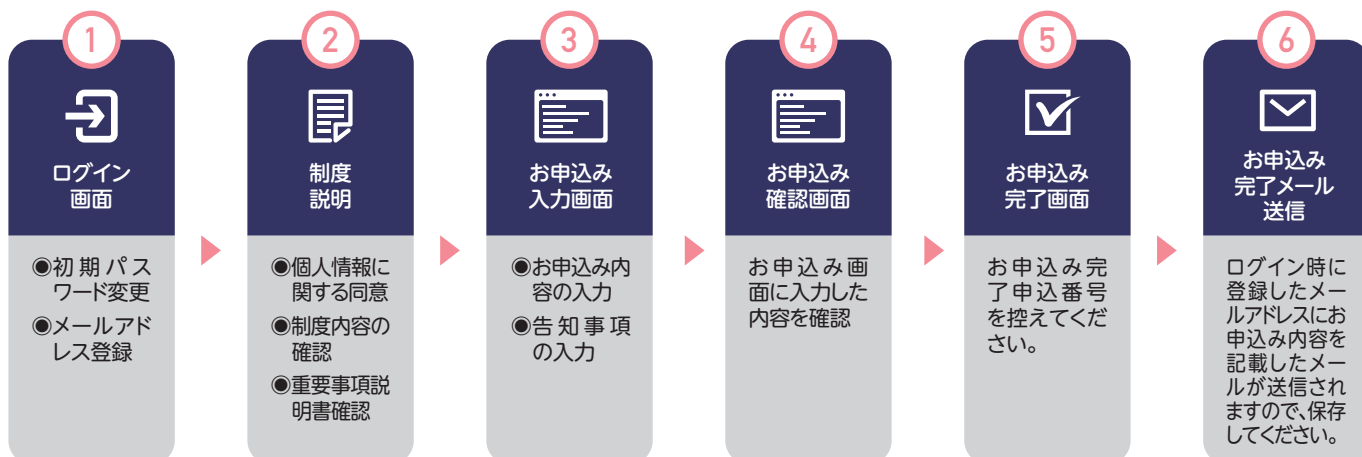 1
ログイン
画面
◉初期パス
ワード変更
◉メールアド
レス登録
2
制度
説明
◉個人情報に
関する同意
◉制度内容の
確認
◉重要事項説
明書確認
3
お申込み
入力画面
◉お申込み内
容の入力
◉告知事項
の入力
4
お申込み
確認画面
お申込み画
面に入力した
内容を確認
5
お申込み
完了画面
お申込み完
了申込番号
を控えてくだ
さい。
6
お申込み
完了メール
送信
ログイン時に
登録したメー
ルアドレスにお
申込み内容を
記載したメー
ルが送信され
ますので、保存
してください。